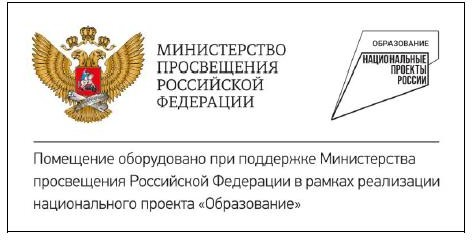 МИНИСТЕРСТВО
ПРОСВЕЩЕНИЯ
РОССИЙСКОЙ
ФЕДЕРАЦИИ
ОБРАЗОВАНИЕ
НАЦИОНАЛЬНЫЕ
ПРОЕКТЫ
РОССИИ
Помещение оборудовано при поддержке Министерства
просвещения Российской Федерации в рамках реализации
национального проекта «Образование»